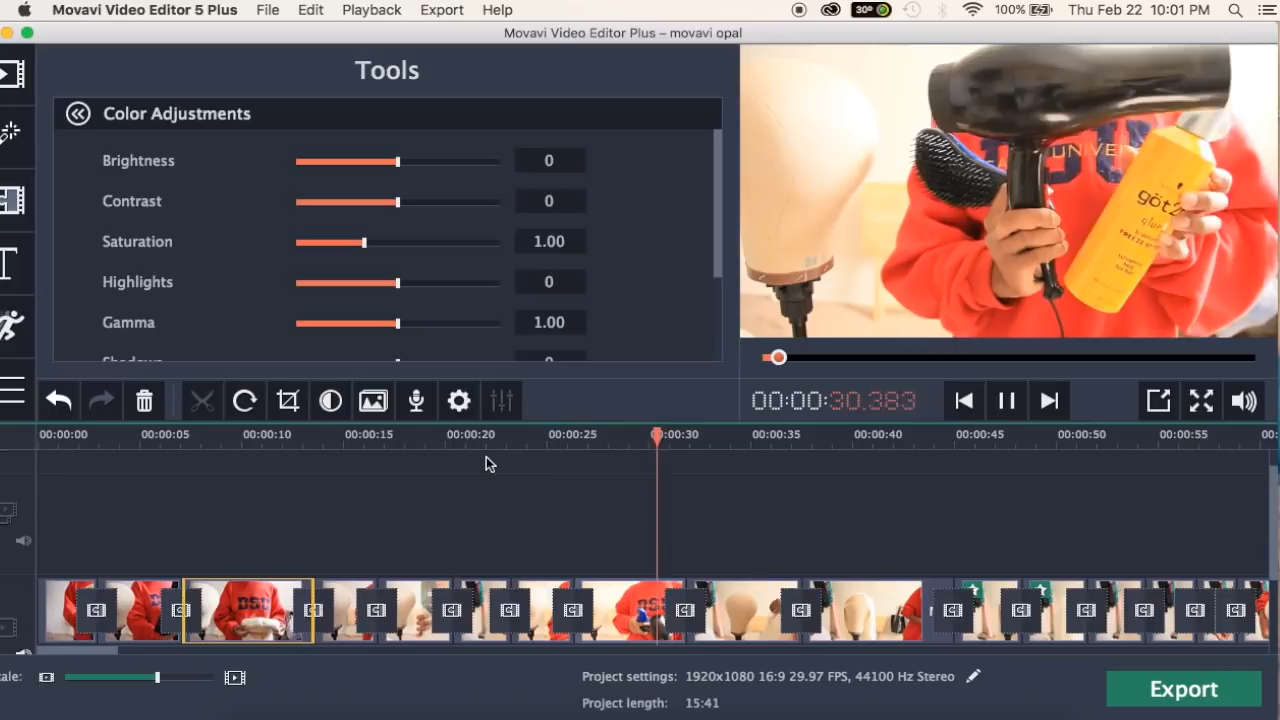 Movavi Video Editor 5 Plus File Edit Playback Export Help 30° 100% Thu Feb 22 10:01 PM
Movavi Video Editor Plus – movavi opal
Tools
Color Adjustments
Brightness 0
Contrast 0
Saturation 1.00
Highlights 0
Gamma 1.00
UNIVER
göt2
glue
00:00:30.383
00:00:00 00:00:05 00:00:10 00:00:15 00:00:20 00:00:25 00:00:30 00:00:35 00:00:40 00:00:45 00:00:50 00:00:55
DSU
Project settings: 1920x1080 16:9 29.97 FPS, 44100 Hz Stereo
Project length: 15:41
Export